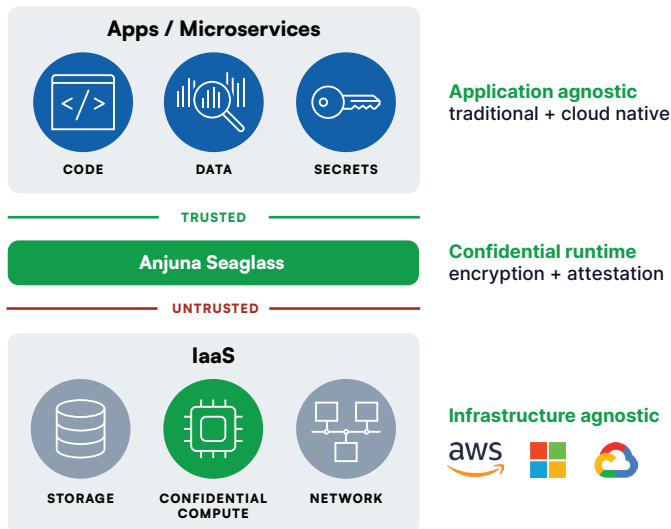 Apps / Microservices
</>
CODE
DATA
SECRETS
Application agnostic
traditional + cloud native
TRUSTED
Anjuna Seaglass
Confidential runtime
encryption + attestation
UNTRUSTED
IaaS
STORAGE
CONFIDENTIAL
COMPUTE
NETWORK
Infrastructure agnostic
aws